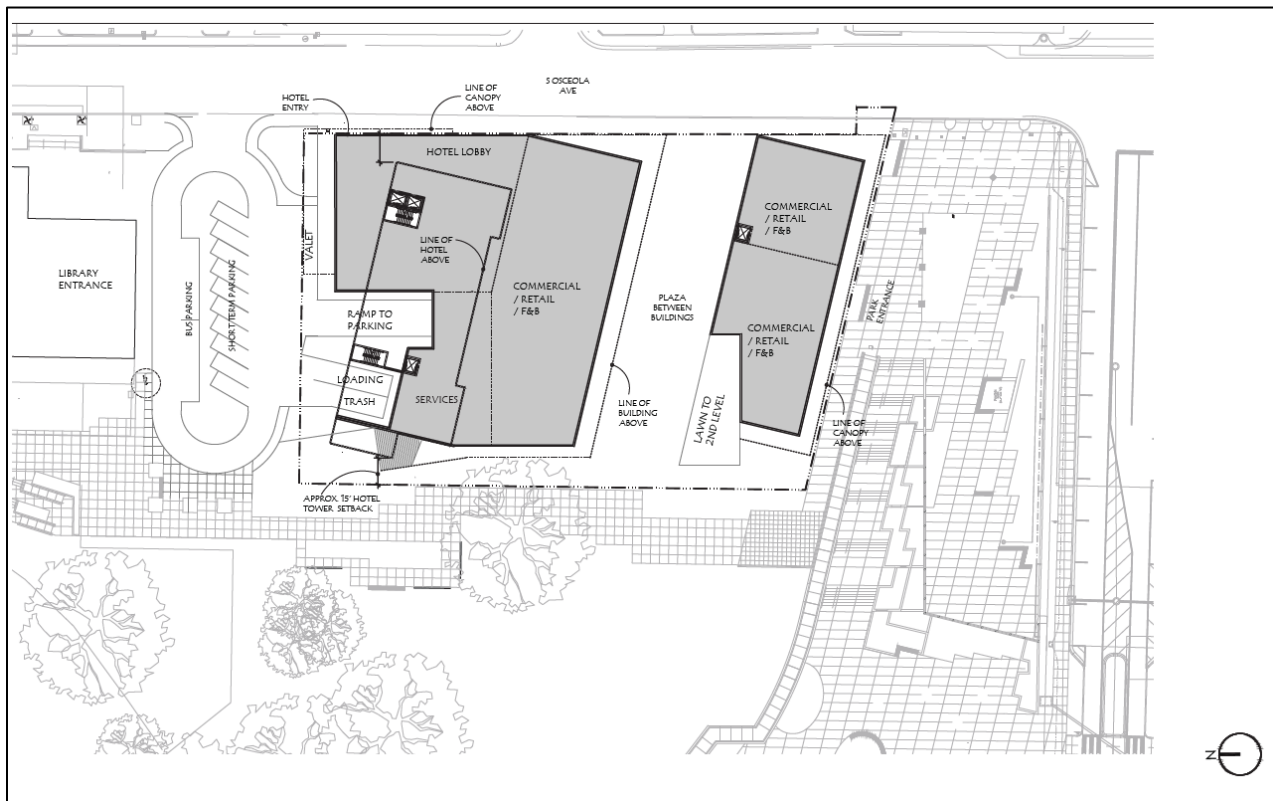 S OSCEOLA
AVE
HOTEL
ENTRY
LINE OF
CANOPY
ABOVE
HOTEL LOBBY
VALET
LINE OF
HOTEL
ABOVE
COMMERCIAL
/ RETAIL
/ F&B
COMMERCIAL
/ RETAIL
/ F&B
LIBRARY
ENTRANCE
BUS PARKING
SHORT TERM PARKING
RAMP TO
PARKING
PLAZA
BETWEEN
BUILDINGS
COMMERCIAL
/ RETAIL
/ F&B
PARK
ENTRANCE
LOADING
TRASH
SERVICES
LINE OF
BUILDING
ABOVE
LAWN TO
2ND LEVEL
LINE OF
CANOPY
ABOVE
APPROX. 15' HOTEL
TOWER SETBACK
N